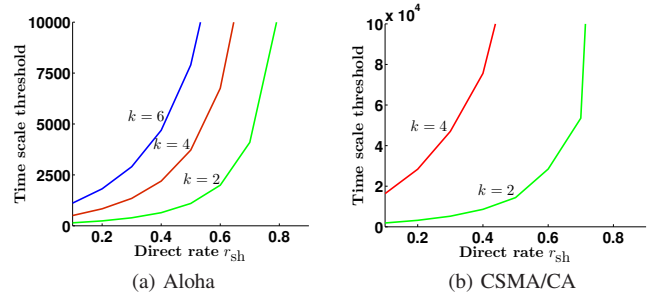 Time scale threshold
10000
7500
5000
2500
0
k = 6
k = 4
k = 2
0.2 0.4 0.6 0.8
Direct rate r_sh
(a) Aloha
Time scale threshold
x 10^4
10
8
6
4
2
0
k = 4
k = 2
0.2 0.4 0.6 0.8
Direct rate r_sh
(b) CSMA/CA